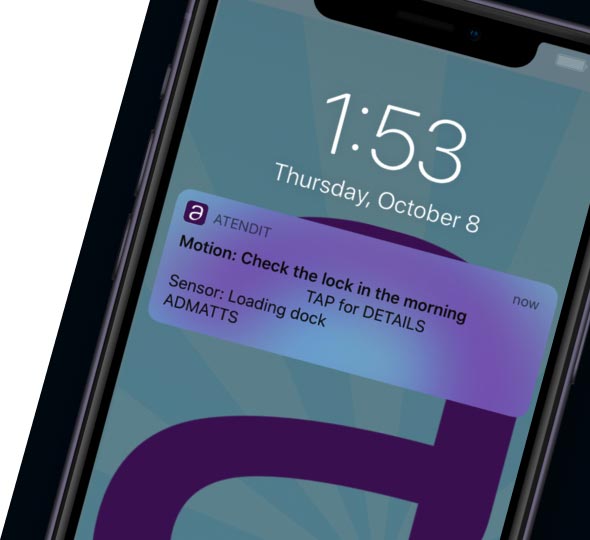 1:53
Thursday, October 8
ATENDIT
now
Motion: Check the lock in the morning
TAP for DETAILS
Sensor: Loading dock
ADMATTS